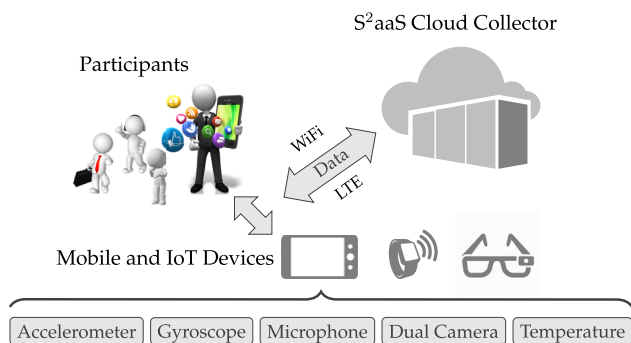 S²aaS Cloud Collector
Participants
WiFi
Data
LTE
Mobile and IoT Devices
Accelerometer
Gyroscope
Microphone
Dual Camera
Temperature